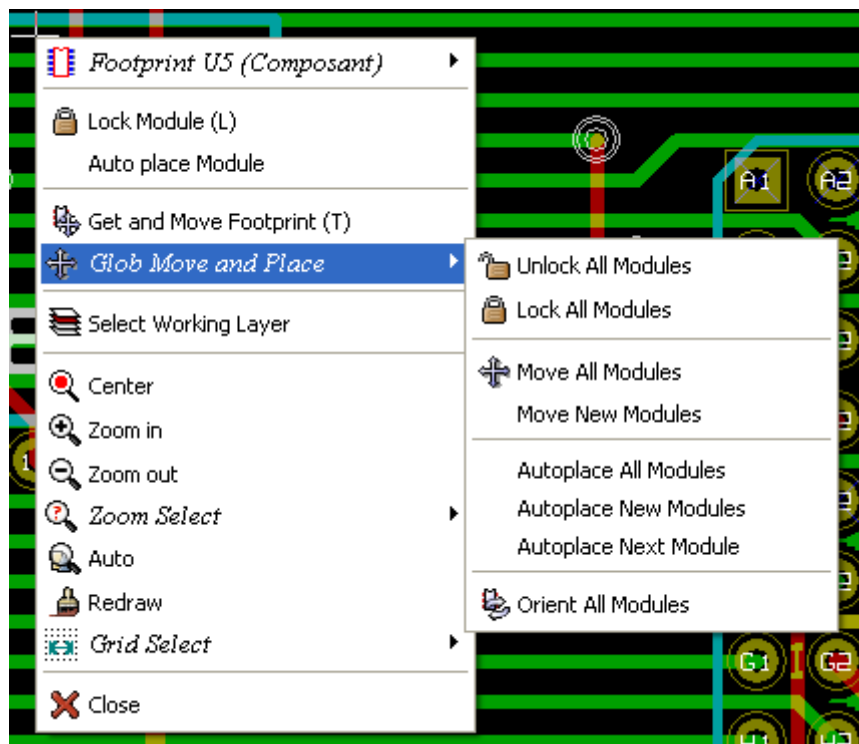 Footprint U5 (Composant)
Lock Module (L)
Auto place Module
Get and Move Footprint (T)
Glob Move and Place
Select Working Layer
Center
Zoom in
Zoom out
Zoom Select
Auto
Redraw
Grid Select
Close
Unlock All Modules
Lock All Modules
Move All Modules
Move New Modules
Autoplace All Modules
Autoplace New Modules
Autoplace Next Module
Orient All Modules
A1 A2
G1 G2